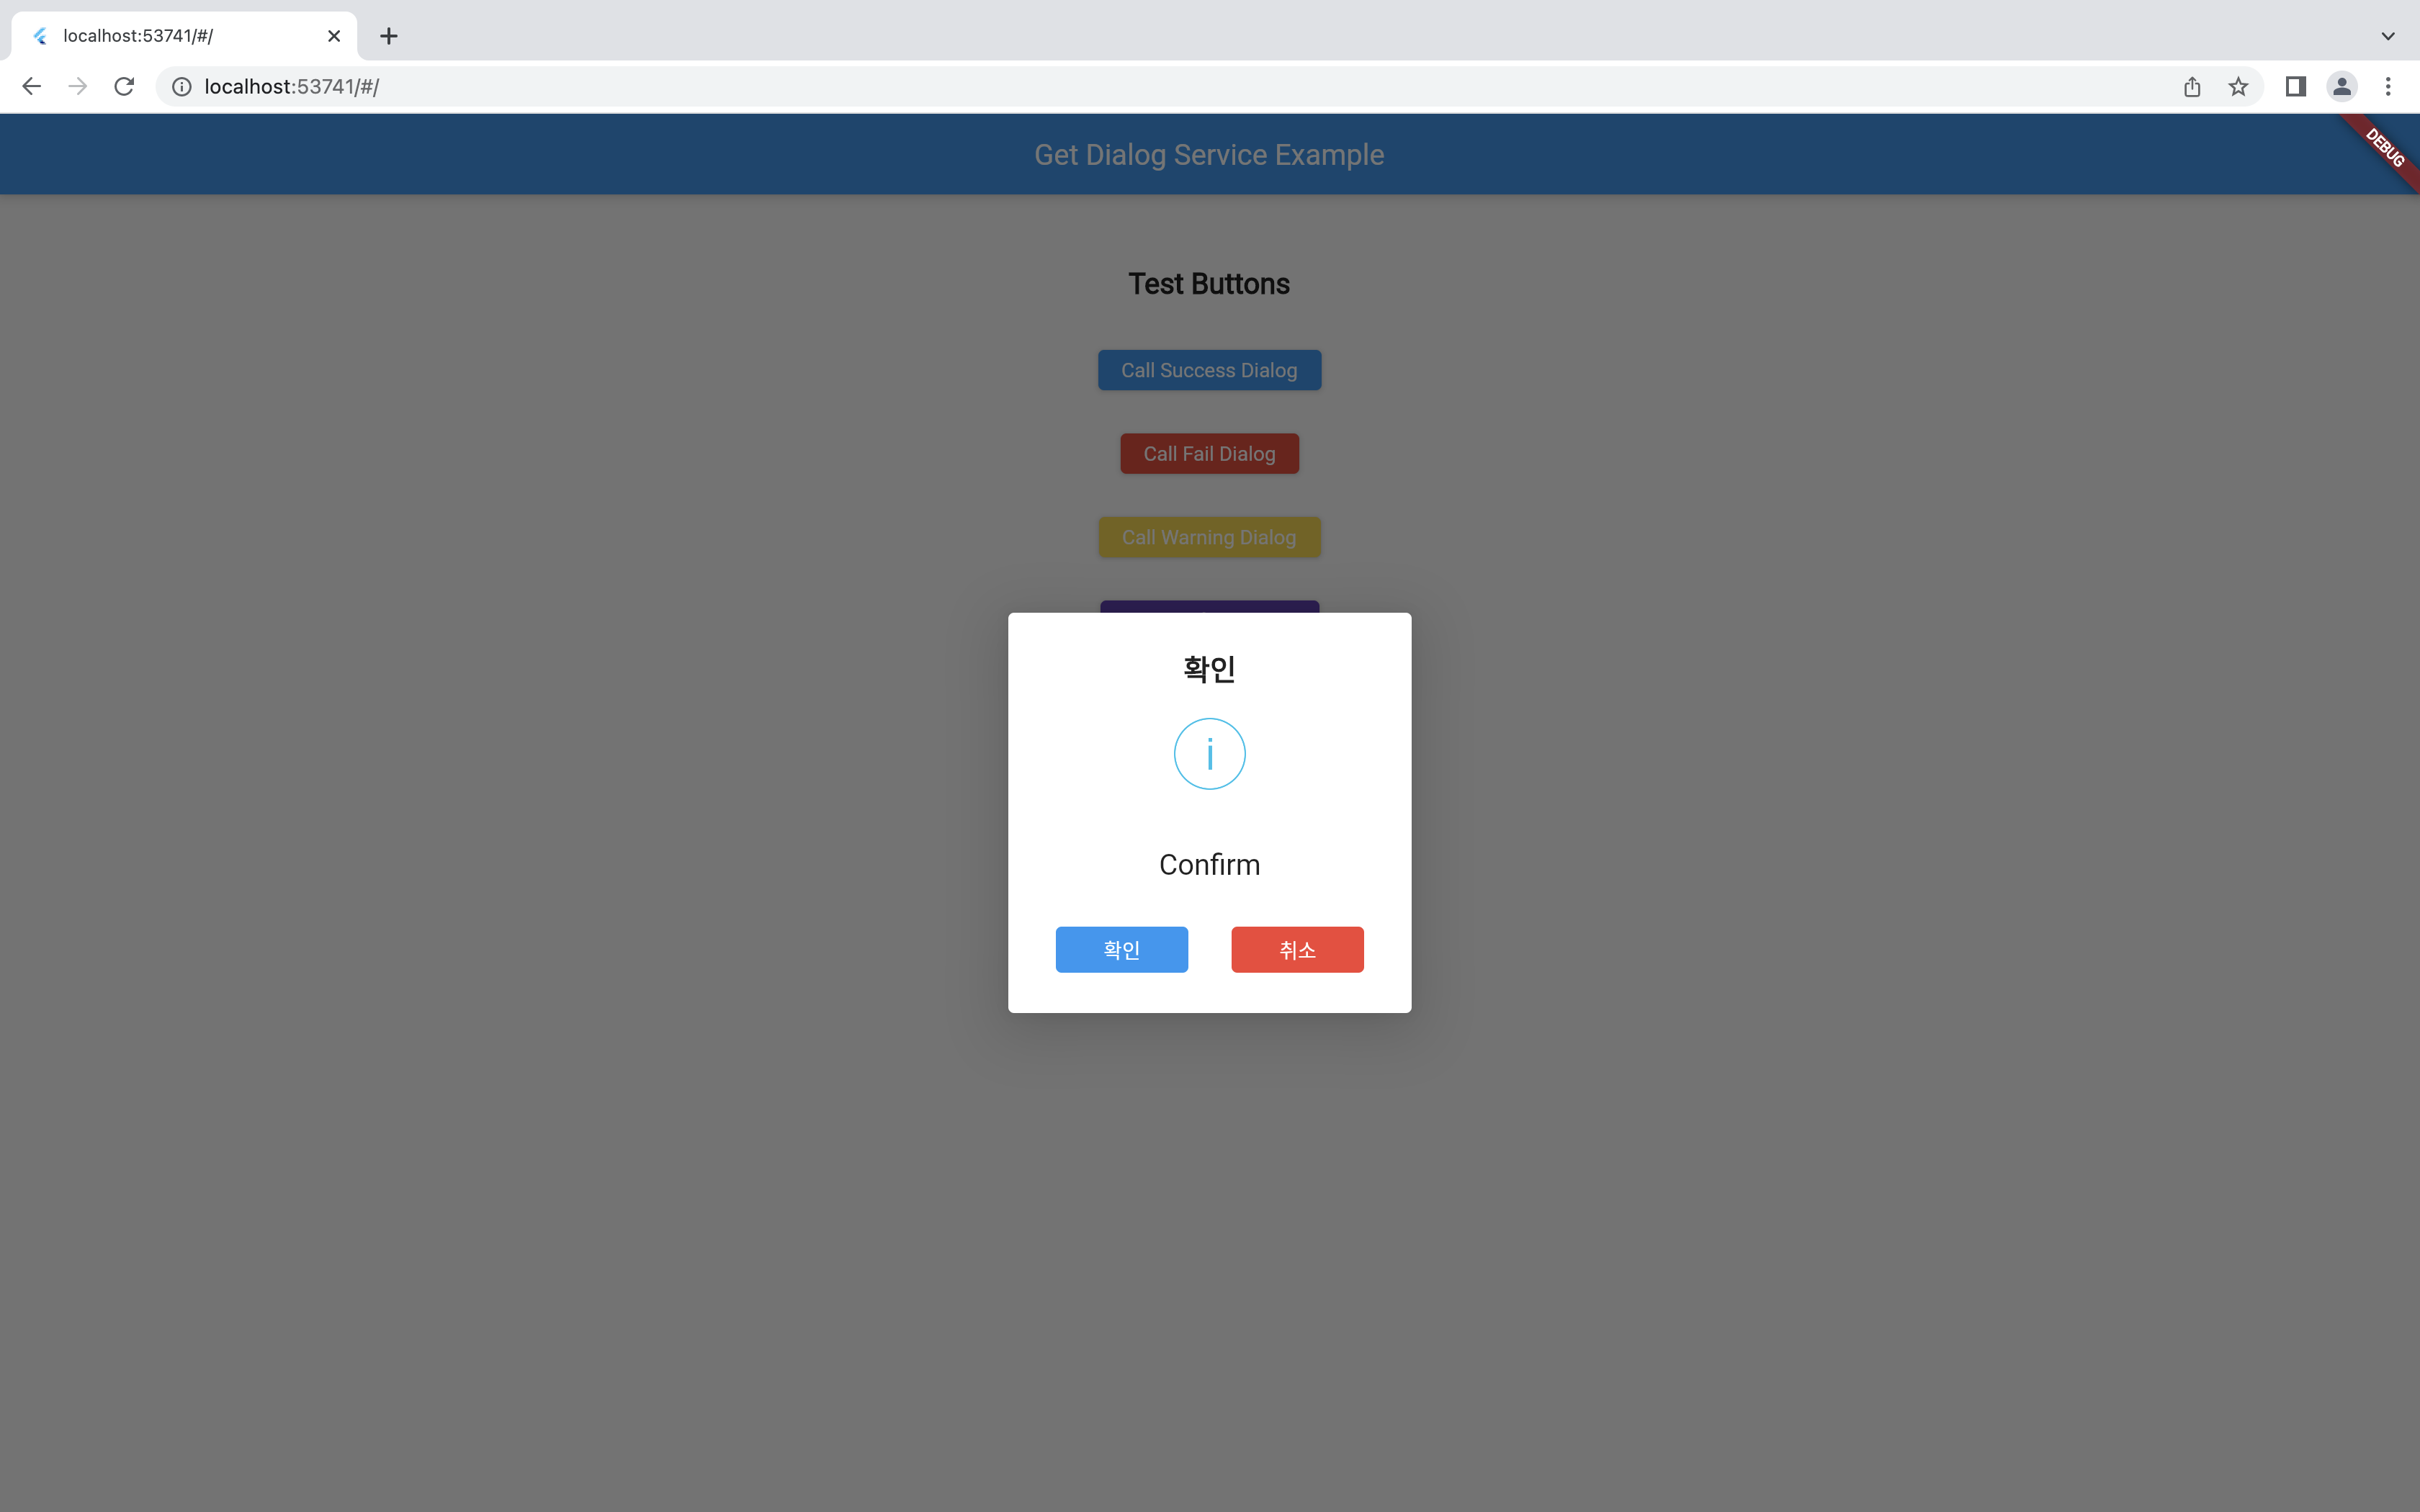 localhost:53741/#/
localhost:53741/#/
Get Dialog Service Example
DEBUG
Test Buttons
Call Success Dialog
Call Fail Dialog
Call Warning Dialog
확인
i
Confirm
확인
취소